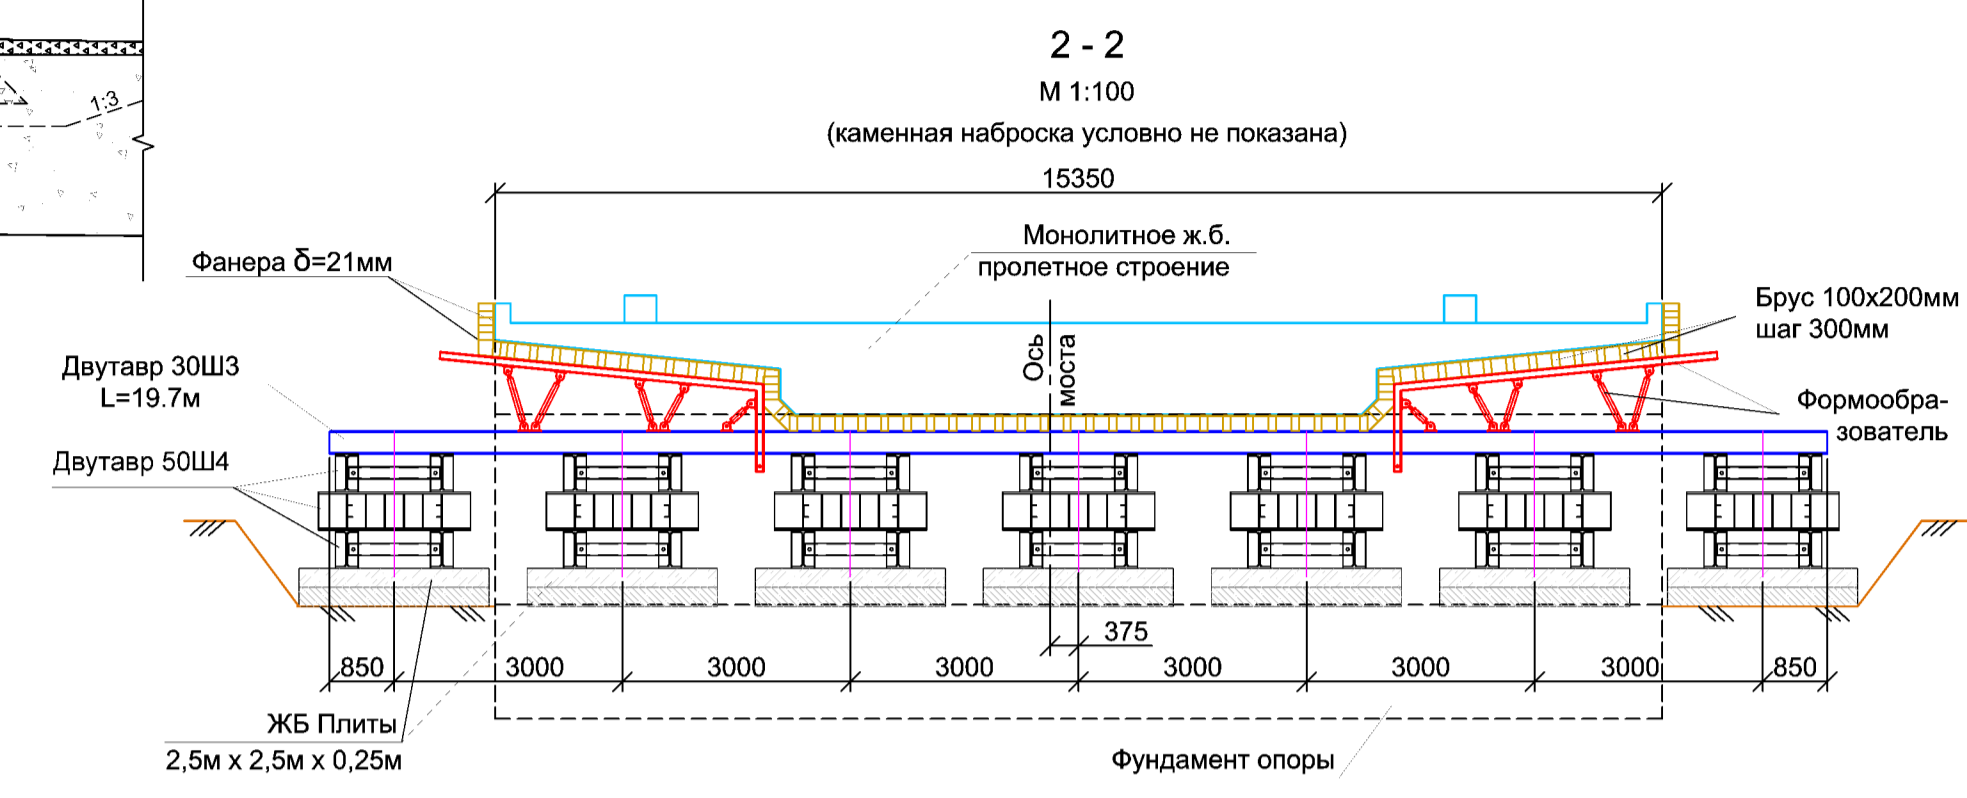 2 - 2
М 1:100
(каменная наброска условно не показана)
1:3
15350
Монолитное ж.б.
пролетное строение
Фанера δ=21мм
Брус 100х200мм
шаг 300мм
Ось
моста
Двутавр 30Ш3
L=19.7м
Формообра-
зователь
Двутавр 50Ш4
375
850
3000
3000
3000
3000
3000
3000
850
ЖБ Плиты
2,5м х 2,5м х 0,25м
Фундамент опоры